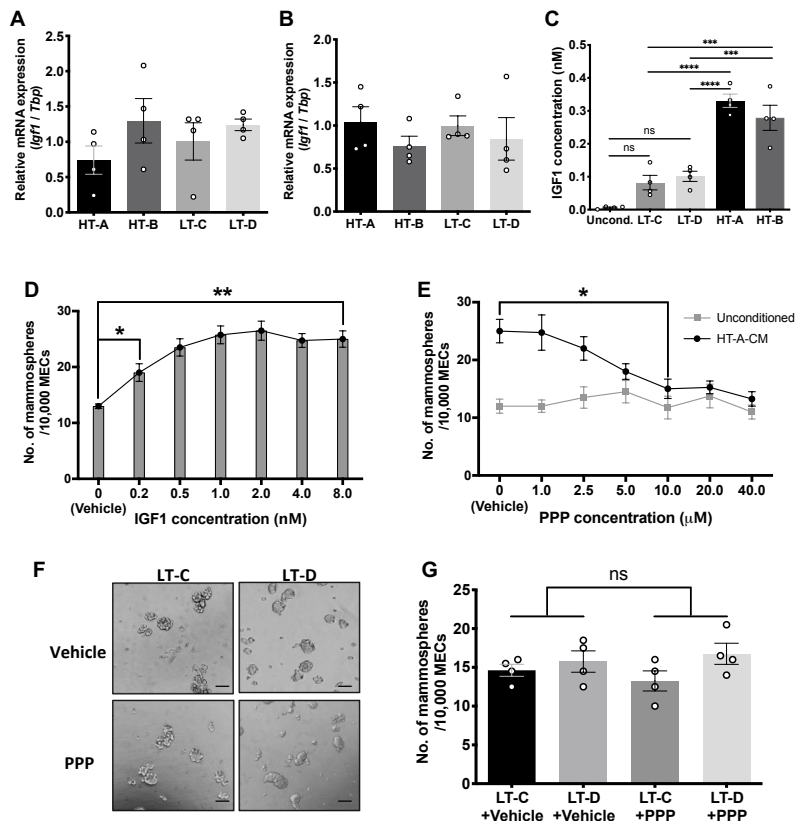 A
Relative mRNA expression
(Igf1 / Tbp)
2.5
2.0
1.5
1.0
0.5
0.0
HT-A HT-B LT-C LT-D
B
Relative mRNA expression
(Igf1 / Tbp)
2.0
1.5
1.0
0.5
0.0
HT-A HT-B LT-C LT-D
C
IGF1 concentration (nM)
0.5
0.4
0.3
0.2
0.1
0.0
***
***
****
****
ns
ns
Uncond. LT-C LT-D HT-A HT-B
D
No. of mammospheres
/10,000 MECs
30
20
10
0
**
*
0 0.2 0.5 1.0 2.0 4.0 8.0
(Vehicle)
IGF1 concentration (nM)
E
No. of mammospheres
/10,000 MECs
30
20
10
0
*
Unconditioned
HT-A-CM
0 1.0 2.5 5.0 10.0 20.0 40.0
(Vehicle)
PPP concentration (μM)
F
LT-C LT-D
Vehicle
PPP
G
No. of mammospheres
/10,000 MECs
25
20
15
10
5
0
ns
LT-C LT-D LT-C LT-D
+Vehicle +Vehicle +PPP +PPP